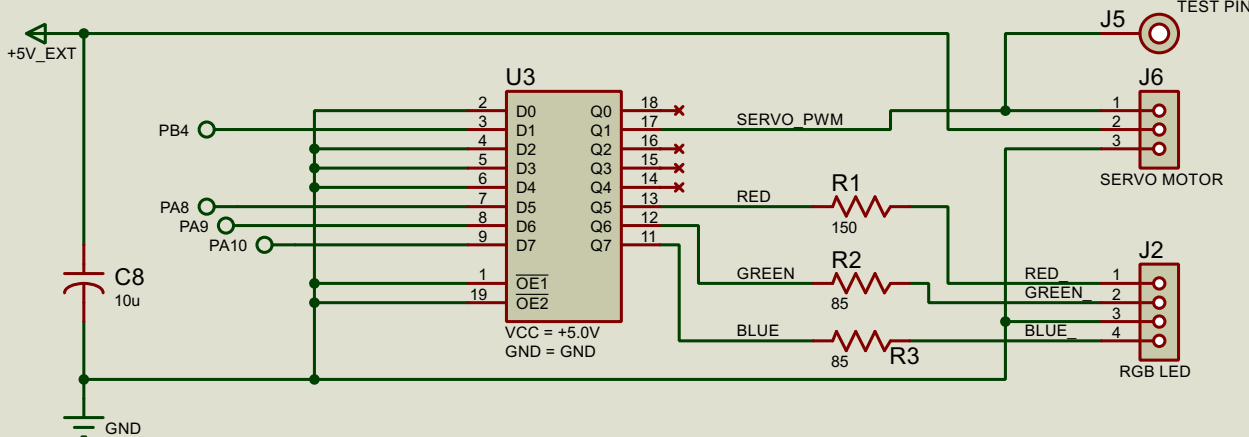 TEST PIN
J5
+5V_EXT
U3
J6
2 D0 Q0 18
1
PB4
3 D1 Q1 17
SERVO_PWM
2
4 D2 Q2 16
3
5 D3 Q3 15
6 D4 Q4 14
SERVO MOTOR
PA8
7 D5 Q5 13
RED
R1
150
PA9
8 D6 Q6 12
PA10
9 D7 Q7 11
J2
C8
10u
1 OE1
GREEN
R2
85
RED_
1
19 OE2
GREEN_
2
3
VCC = +5.0V
GND = GND
BLUE
85
R3
BLUE_
4
RGB LED
GND